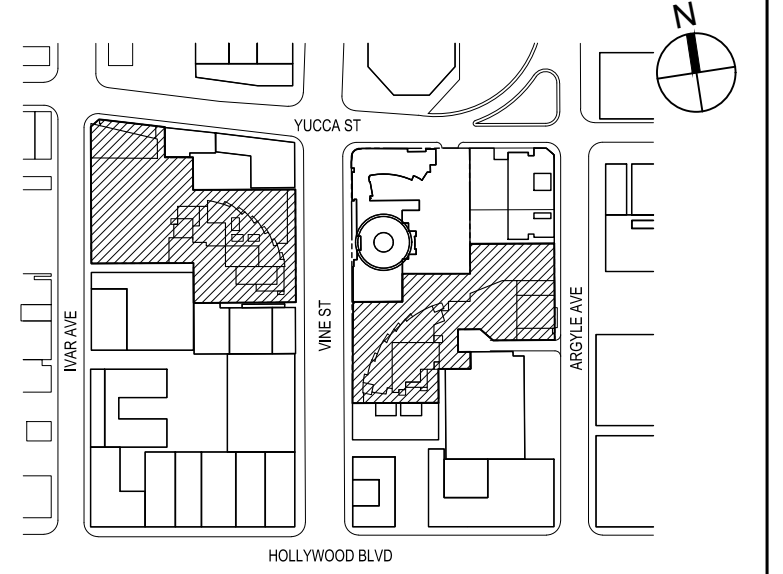 N
YUCCA ST
IVAR AVE
VINE ST
ARGYLE AVE
HOLLYWOOD BLVD